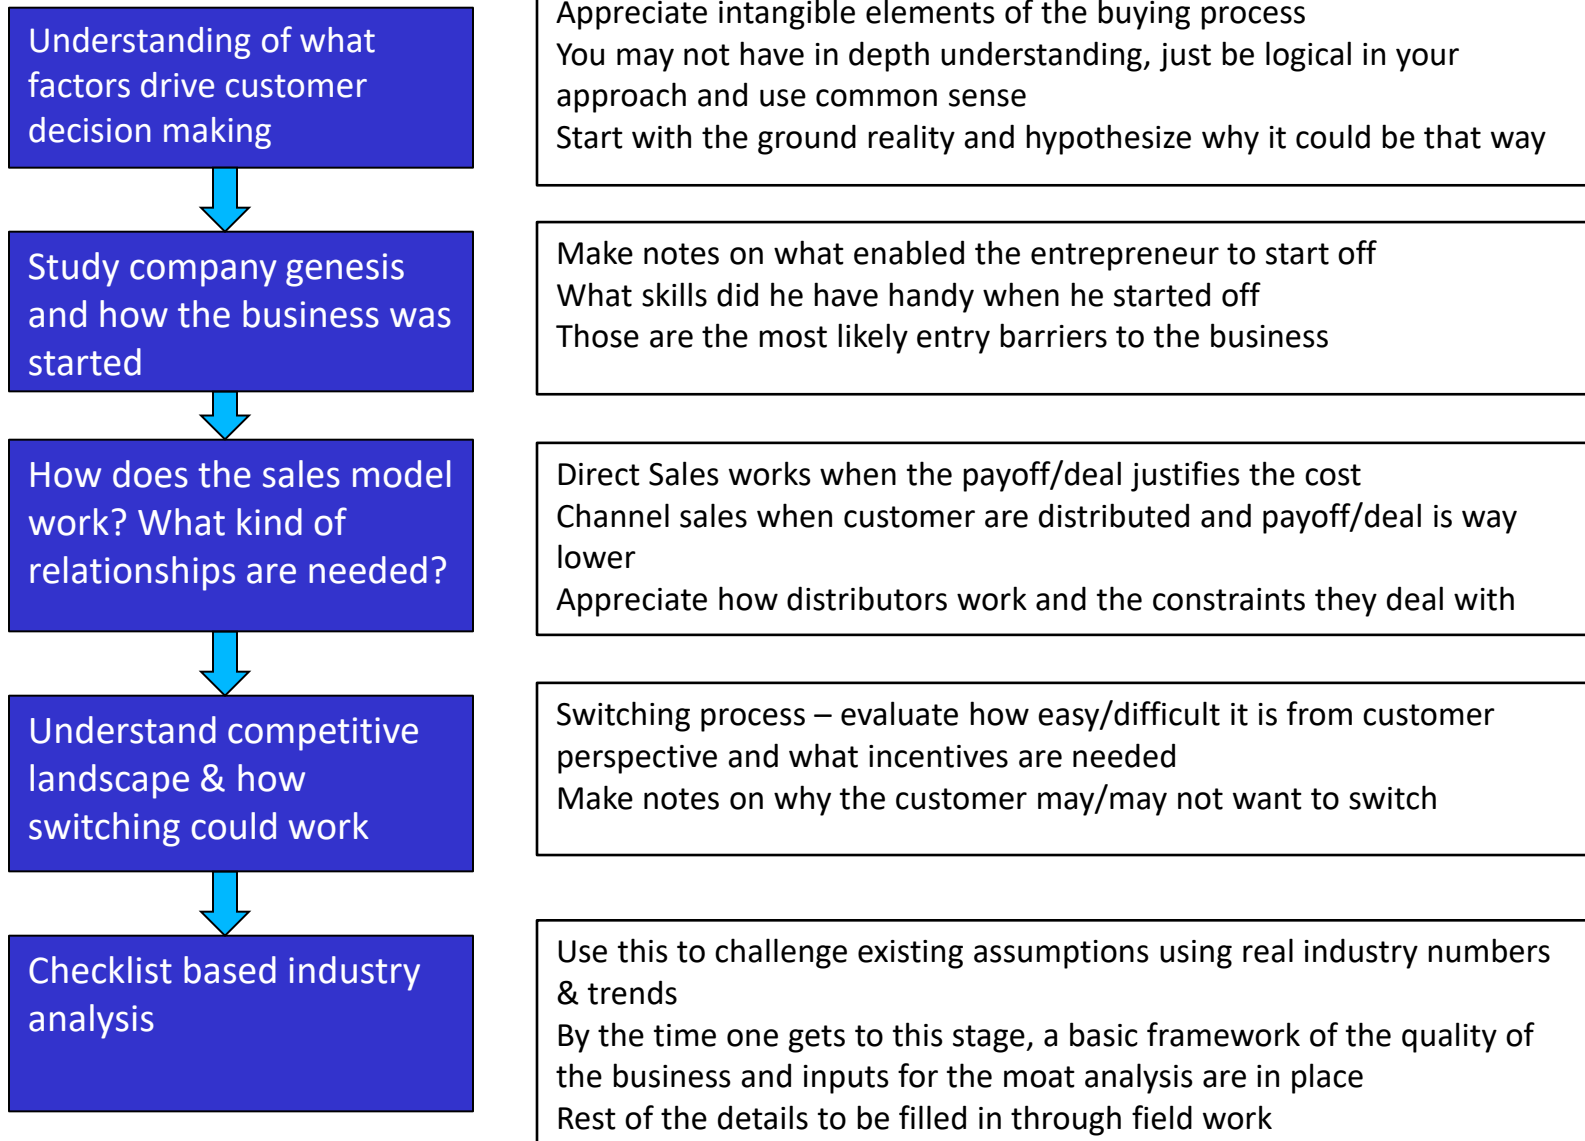 Understanding of what
factors drive customer
decision making
Appreciate intangible elements of the buying process
You may not have in depth understanding, just be logical in your
approach and use common sense
Start with the ground reality and hypothesize why it could be that way
Study company genesis
and how the business was
started
Make notes on what enabled the entrepreneur to start off
What skills did he have handy when he started off
Those are the most likely entry barriers to the business
How does the sales model
work? What kind of
relationships are needed?
Direct Sales works when the payoff/deal justifies the cost
Channel sales when customer are distributed and payoff/deal is way
lower
Appreciate how distributors work and the constraints they deal with
Understand competitive
landscape & how
switching could work
Switching process – evaluate how easy/difficult it is from customer
perspective and what incentives are needed
Make notes on why the customer may/may not want to switch
Checklist based industry
analysis
Use this to challenge existing assumptions using real industry numbers
& trends
By the time one gets to this stage, a basic framework of the quality of
the business and inputs for the moat analysis are in place
Rest of the details to be filled in through field work